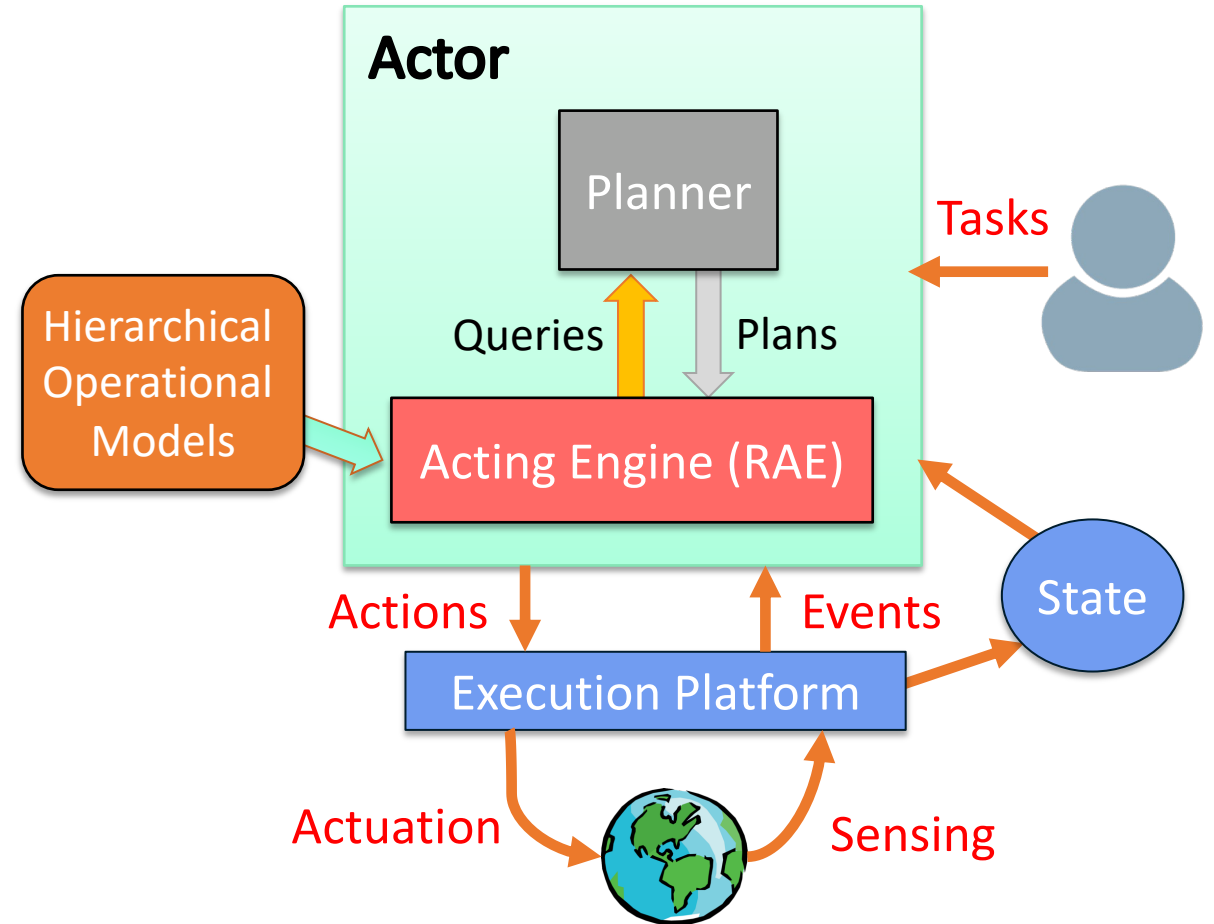 Actor
Planner
Tasks
Hierarchical
Operational
Models
Queries
Plans
Acting Engine (RAE)
State
Actions
Events
Execution Platform
Actuation
Sensing